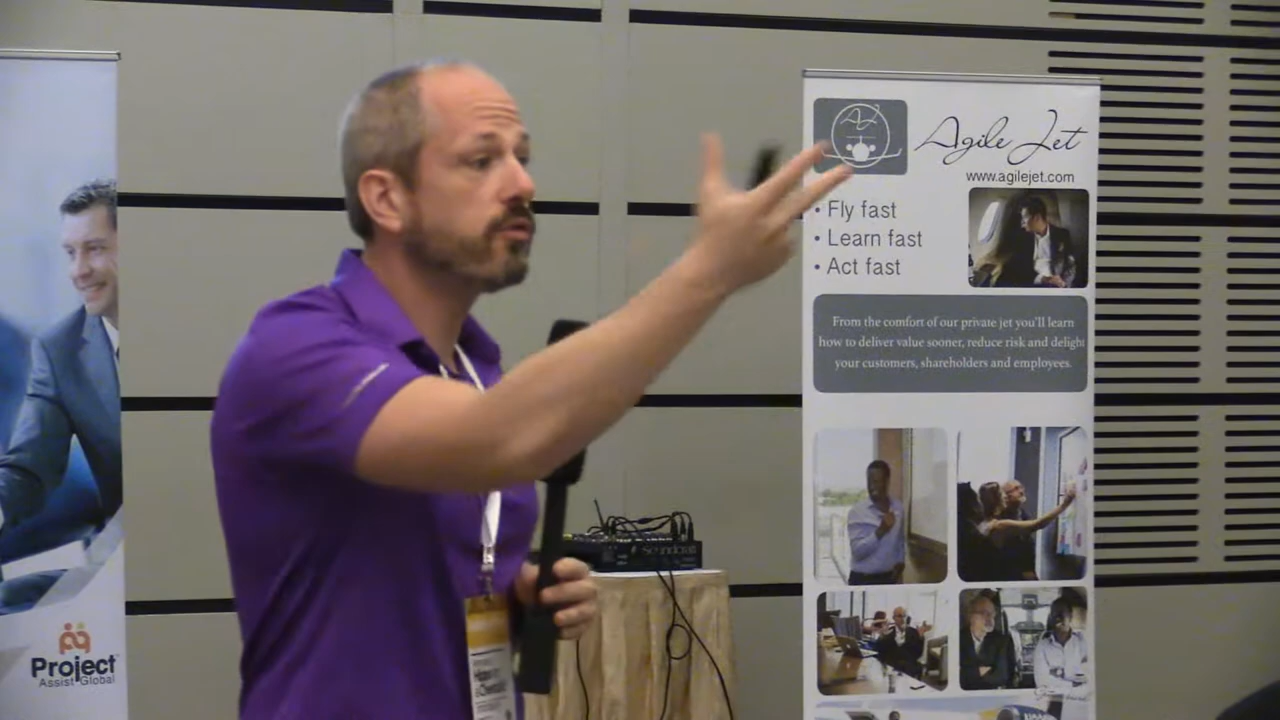 Agile Jet
www.agilejet.com
• Fly fast
• Learn fast
• Act fast
From the comfort of our private jet you'll learn
how to deliver value sooner, reduce risk and delight
your customers, shareholders and employees.
Soundcraft
Project
Assist Global